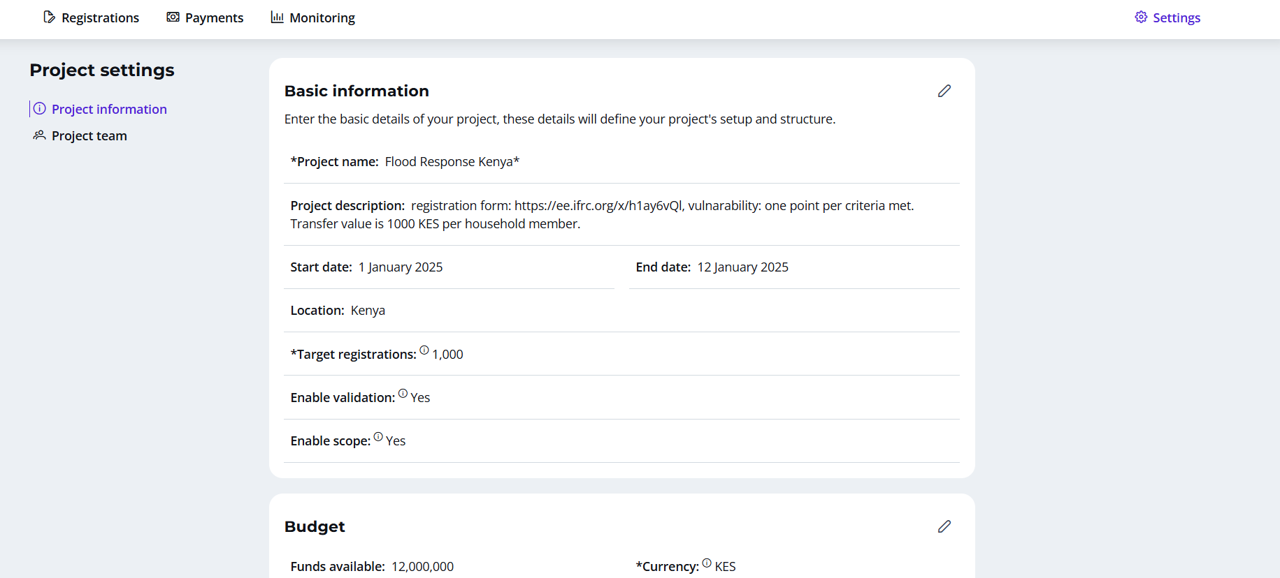 Registrations
Payments
Monitoring
Settings
Project settings
Project information
Project team
Basic information
Enter the basic details of your project, these details will define your project's setup and structure.
*Project name: Flood Response Kenya*
Project description: registration form: https://ee.ifrc.org/x/h1ay6vQl, vulnarability: one point per criteria met.
Transfer value is 1000 KES per household member.
Start date: 1 January 2025
End date: 12 January 2025
Location: Kenya
*Target registrations: 1,000
Enable validation: Yes
Enable scope: Yes
Budget
Funds available: 12,000,000
*Currency: KES